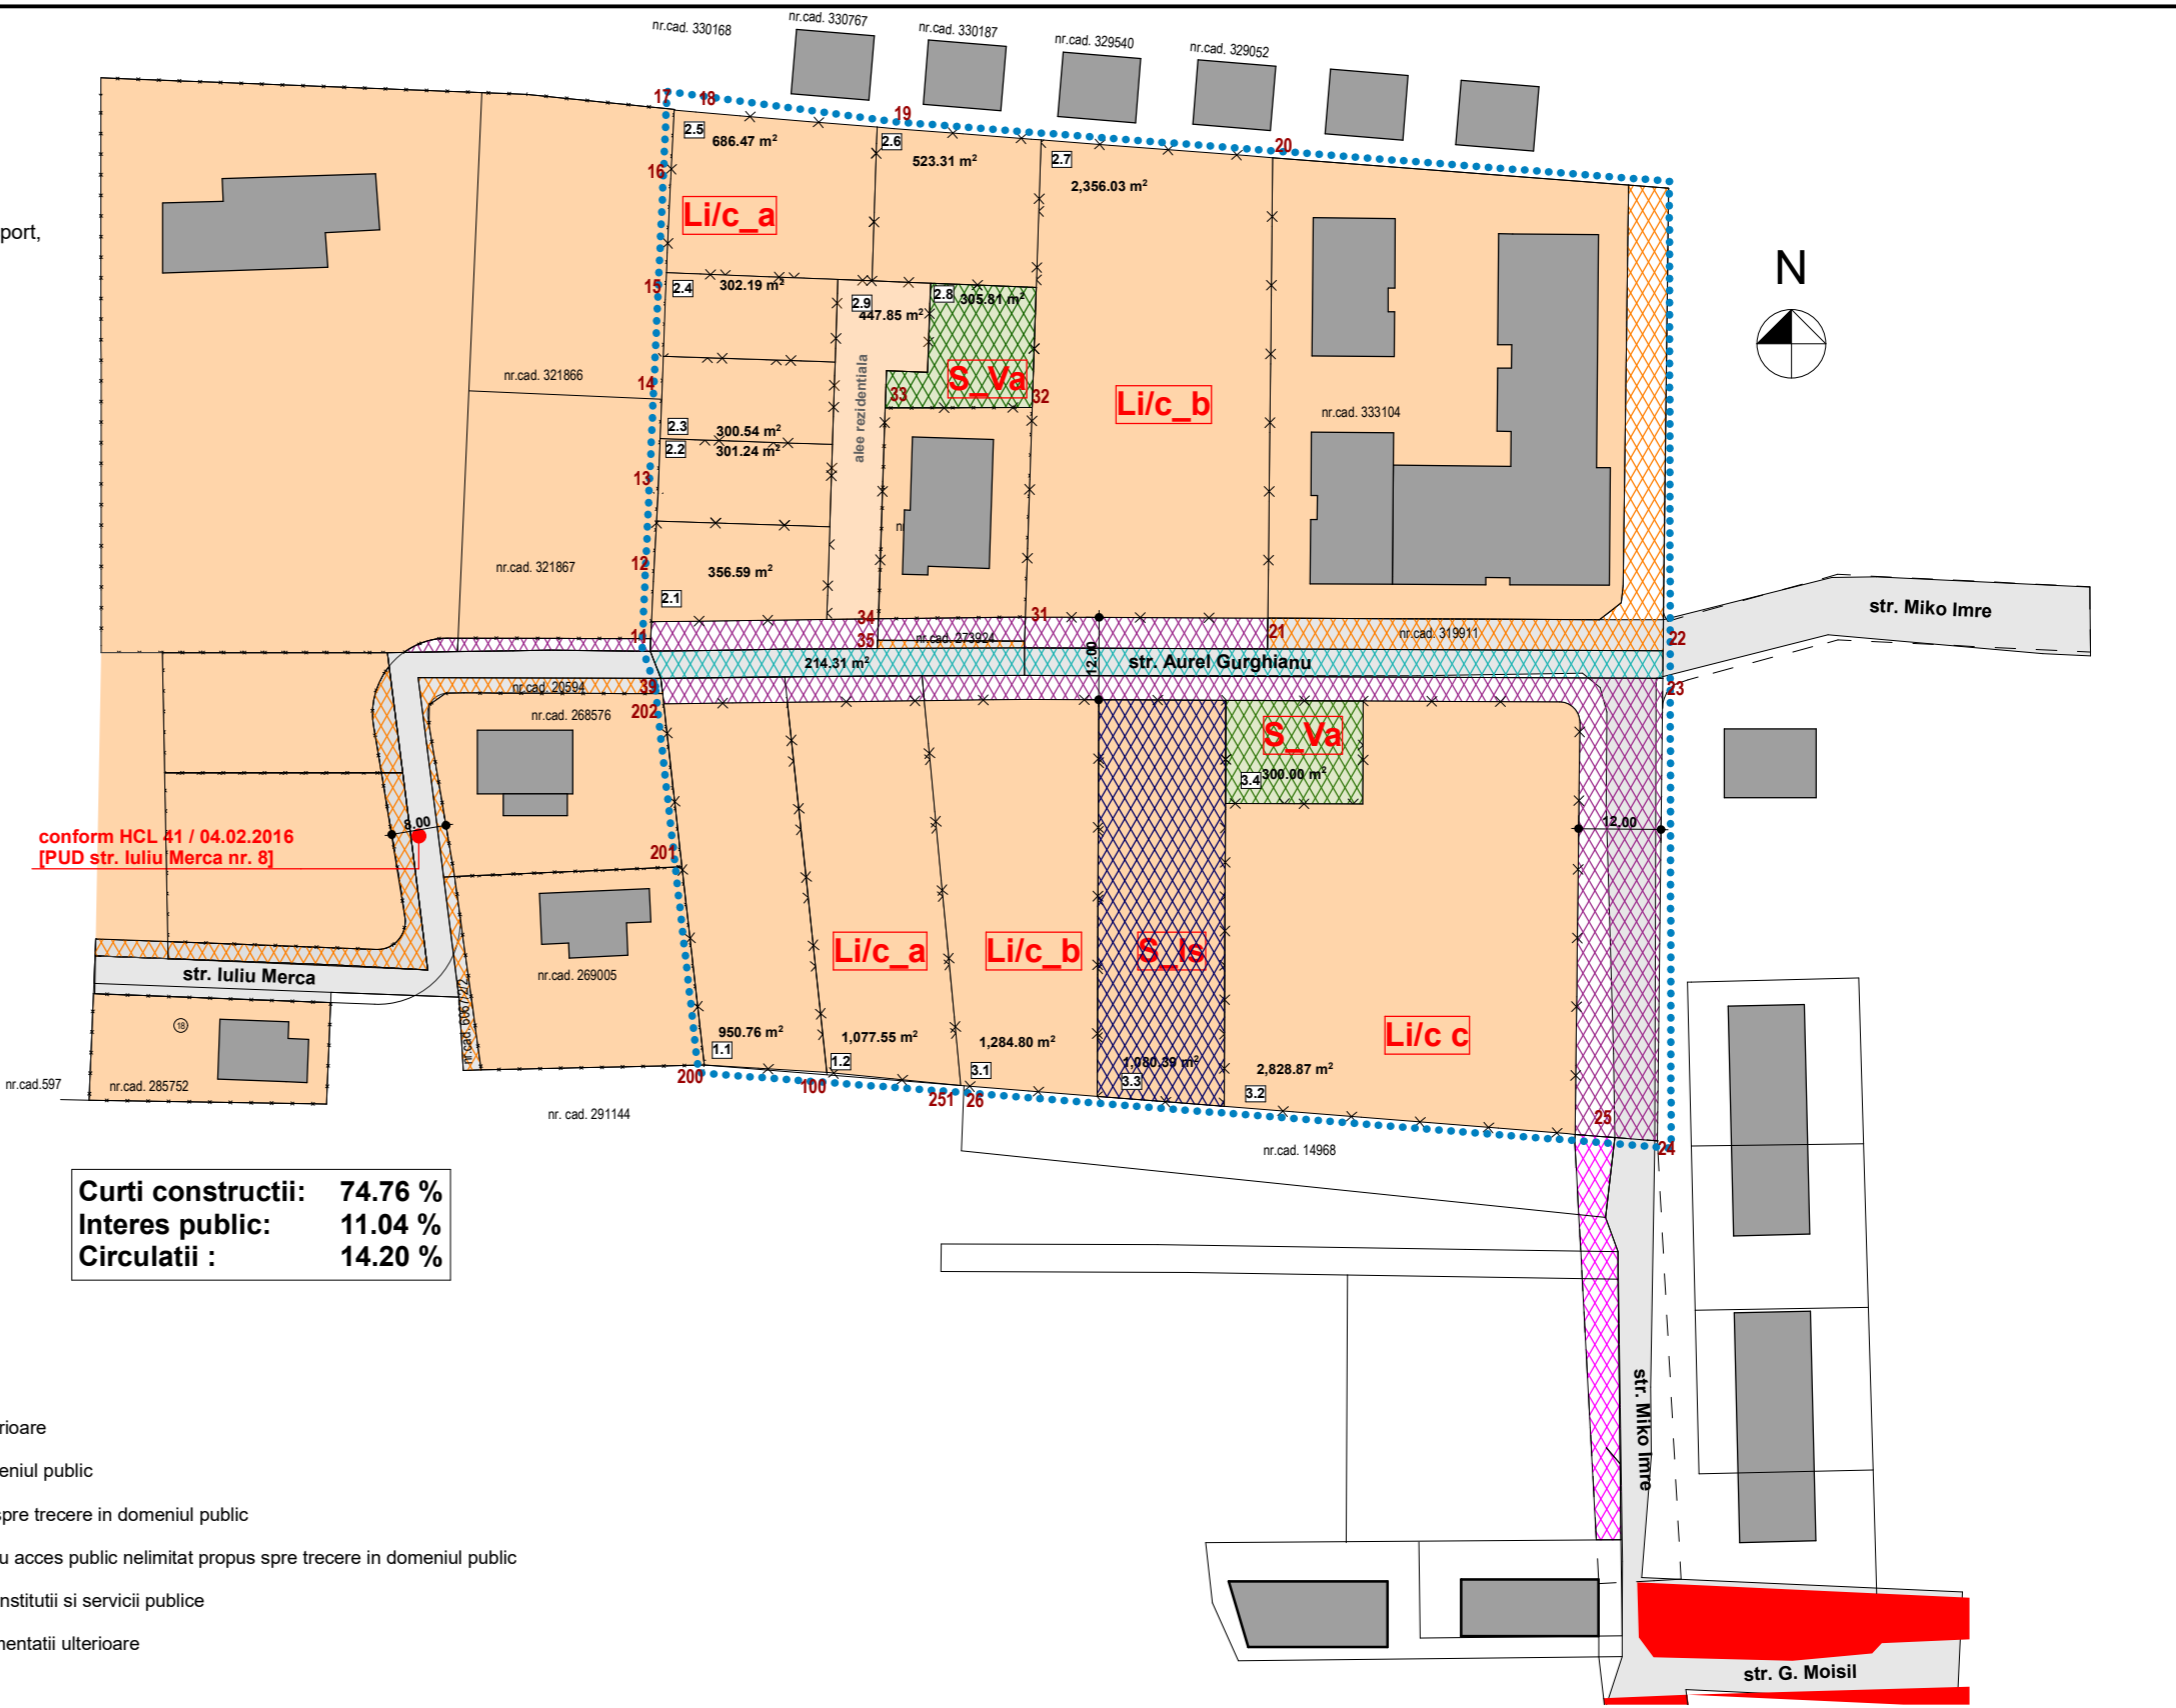 nr.cad. 330168
nr.cad. 330767
nr.cad. 330187
nr.cad. 329540
nr.cad. 329052
17
18
19
20
2.5
686.47 m²
2.6
523.31 m²
2.7
2,356.03 m²
16
Li/c_a
port,
N
15
2.4
302.19 m²
2.9
447.85 m²
2.8
305.81 m²
alee rezidentiala
S_Va
33
32
Li/c_b
nr.cad. 333104
nr.cad. 321866
14
2.3
300.54 m²
2.2
301.24 m²
13
nr.cad. 321867
12
356.59 m²
2.1
11
34
35
31
21
22
nr.cad. 273924
nr.cad. 319911
str. Miko Imre
214.31 m²
12.00
str. Aurel Gurghianu
23
nr.cad. 20594
39
202
nr.cad. 268576
S_Va
3.4
300.00 m²
8.00
12.00
conform HCL 41 / 04.02.2016
[PUD str. Iuliu Merca nr. 8]
201
Li/c_a
Li/c_b
S_Is
Li/c c
str. Iuliu Merca
nr.cad. 269005
nr.cad. 6067/2/2
18
nr.cad.597
nr.cad. 285752
950.76 m²
1.1
1,077.55 m²
1.2
1,284.80 m²
3.1
1,080.39 m²
3.3
2,828.87 m²
3.2
200
100
251
26
25
24
nr. cad. 291144
nr.cad. 14968
Curti constructii: 74.76 %
Interes public: 11.04 %
Circulatii : 14.20 %
str. Miko Imre
rioare
eniul public
spre trecere in domeniul public
u acces public nelimitat propus spre trecere in domeniul public
nstitutii si servicii publice
mentatii ulterioare
str. G. Moisil